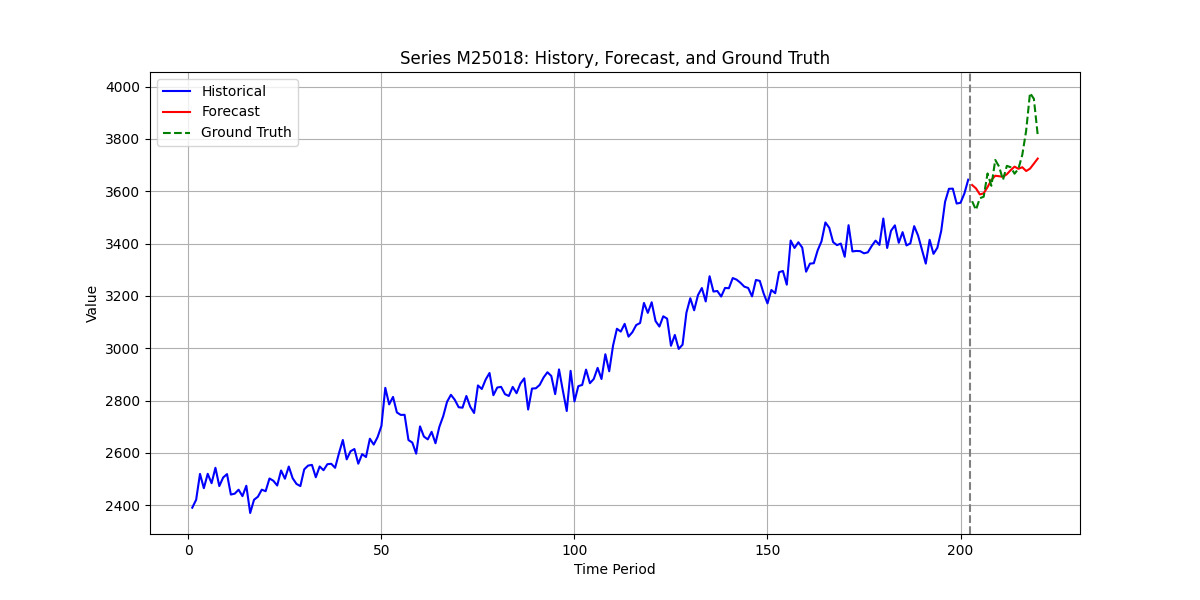 Series M25018: History, Forecast, and Ground Truth
Historical
Forecast
Ground Truth
4000
3800
3600
3400
3200
3000
2800
2600
2400
Value
0 50 100 150 200
Time Period